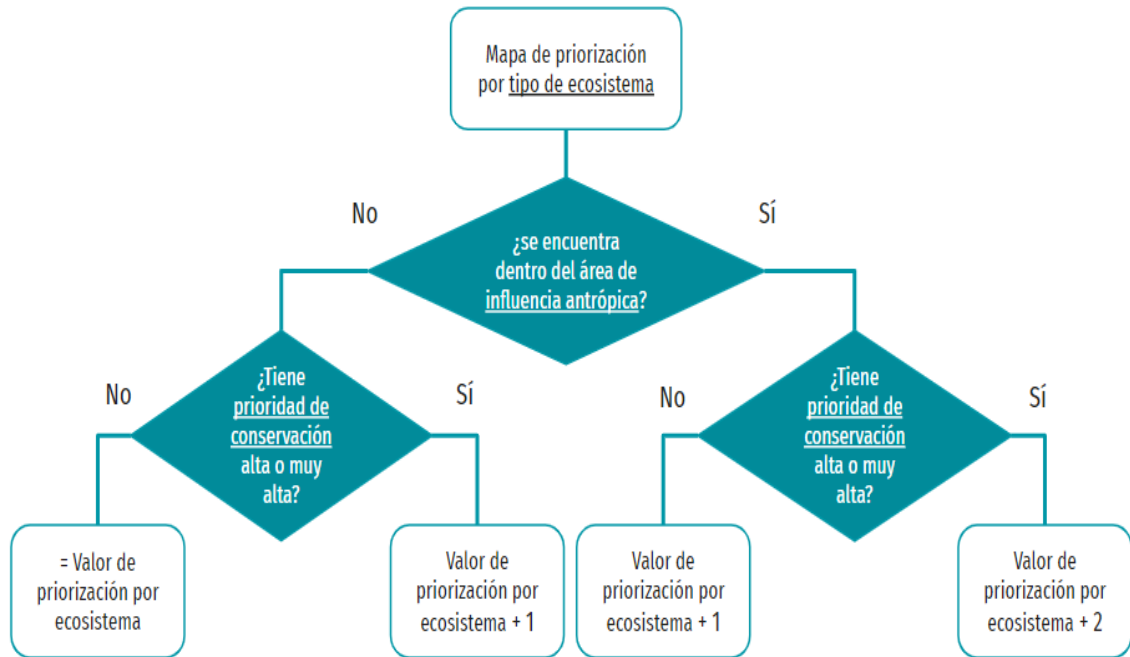 Mapa de priorización
por tipo de ecosistema
No
Sí
¿se encuentra
dentro del área de
influencia antrópica?
No
¿Tiene
prioridad de
conservación
alta o muy
alta?
Sí
No
¿Tiene
prioridad de
conservación
alta o muy
alta?
Sí
= Valor de
priorización por
ecosistema
Valor de
priorización por
ecosistema + 1
Valor de
priorización por
ecosistema + 1
Valor de
priorización por
ecosistema + 2